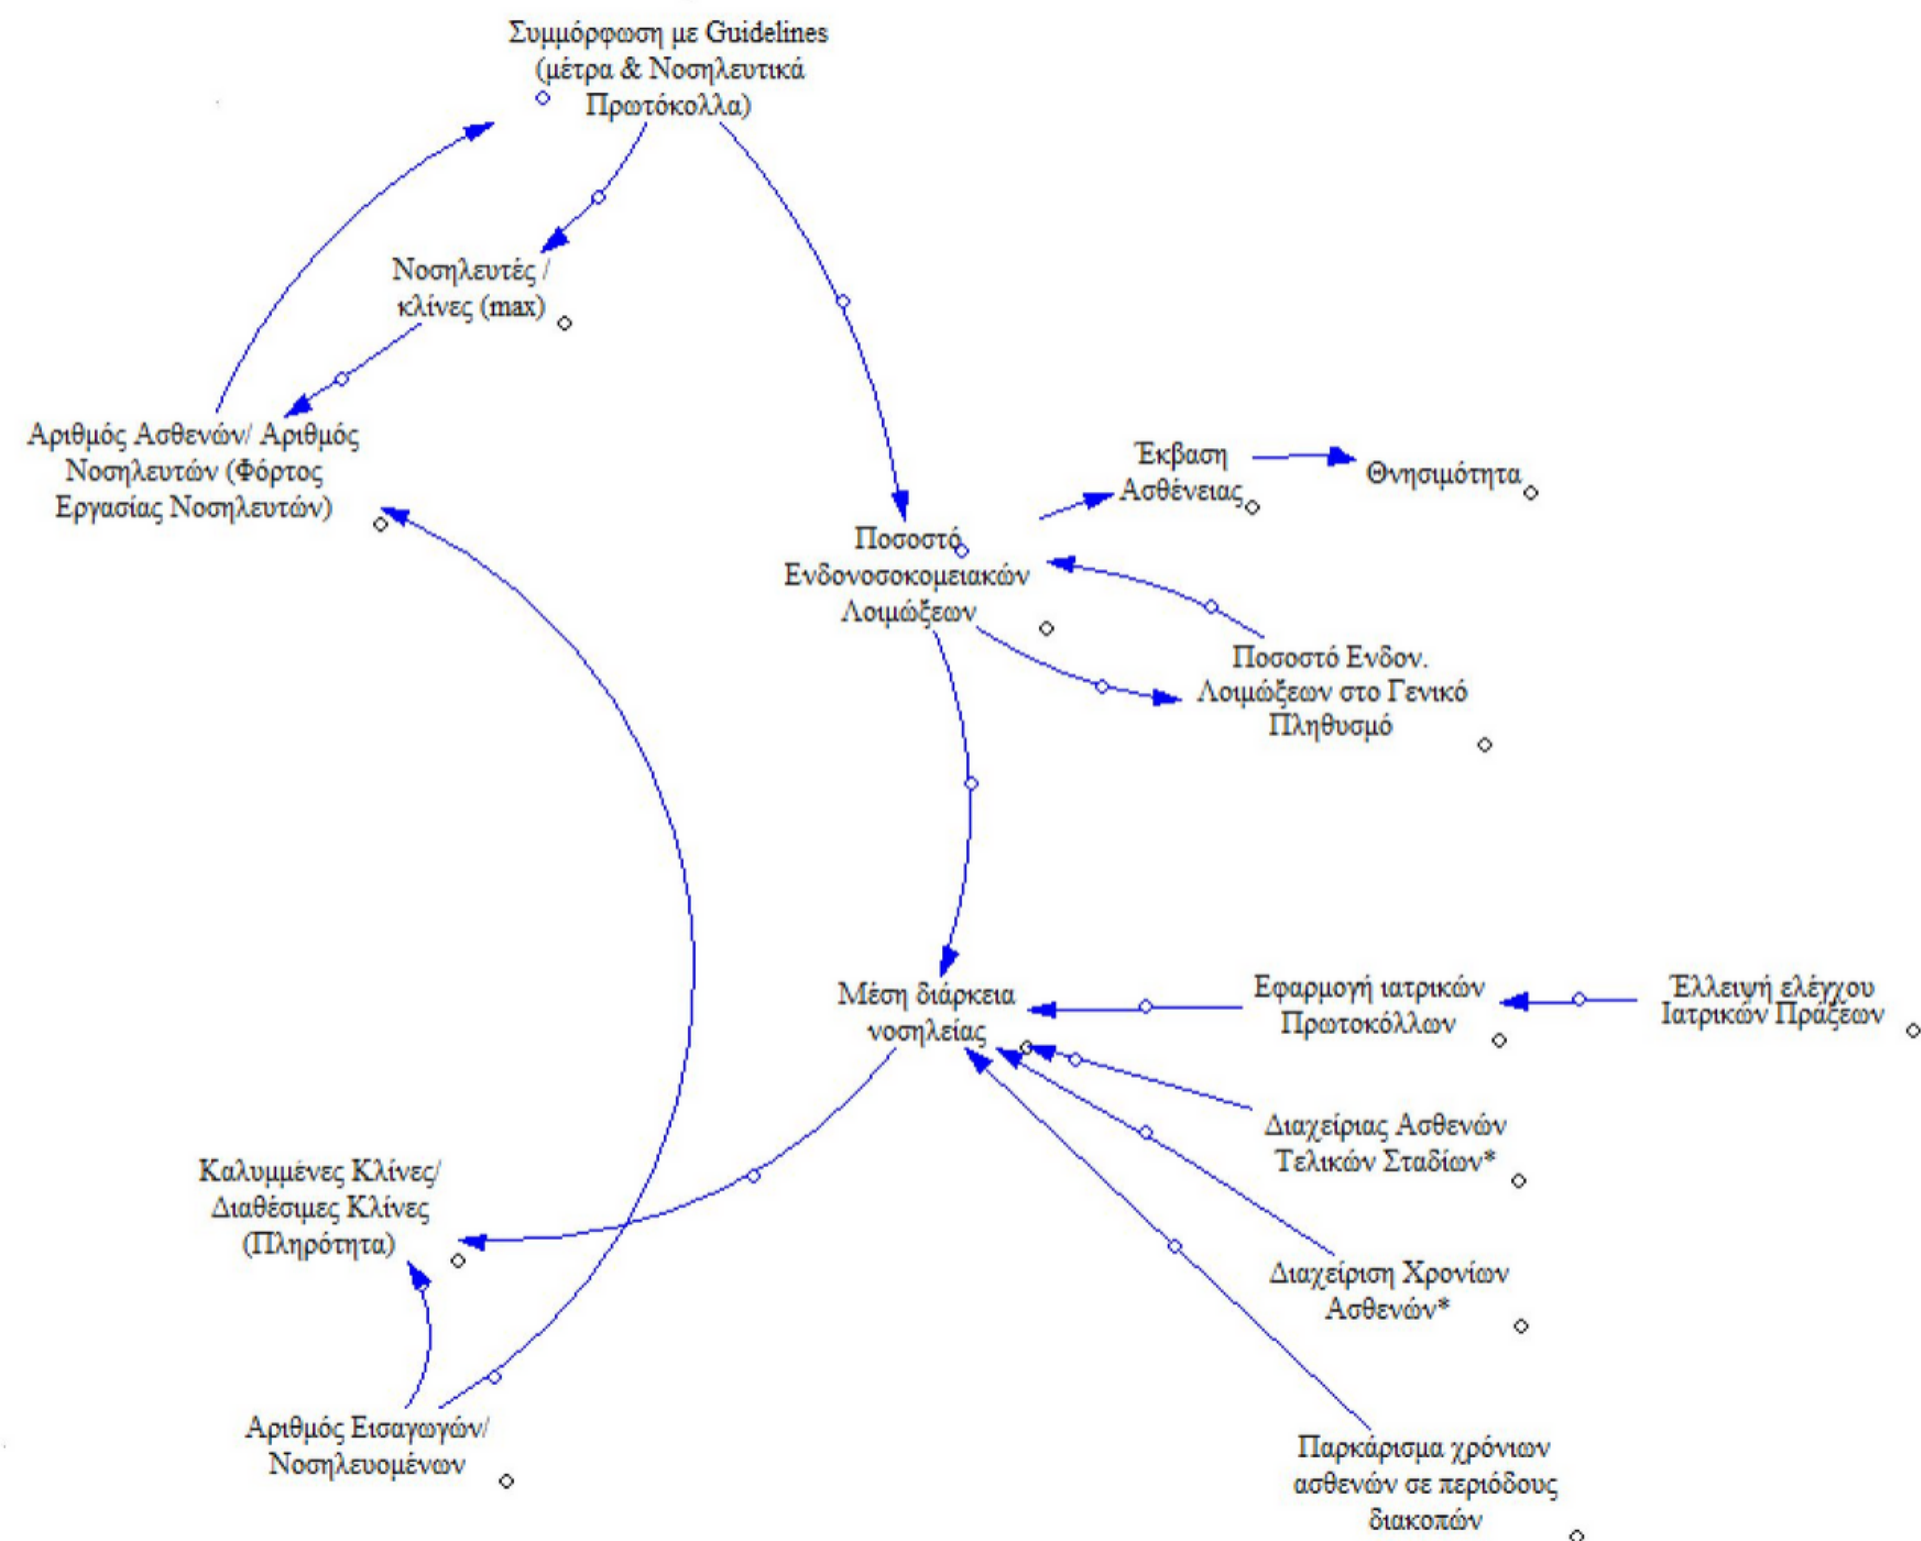 Συμμόρφωση με Guidelines
(μέτρα & Νοσηλευτικά
Πρωτόκολλα)
Νοσηλευτές /
κλίνες (max)
Αριθμός Ασθενών/ Αριθμός
Νοσηλευτών (Φόρτος
Εργασίας Νοσηλευτών)
Έκβαση
Ασθένειας
Θνησιμότητα
Ποσοστό
Ενδονοσοκομειακών
Λοιμώξεων
Ποσοστό Ενδον.
Λοιμώξεων στο Γενικό
Πληθυσμό
Μέση διάρκεια
νοσηλείας
Εφαρμογή ιατρικών
Πρωτοκόλλων
Έλλειψή ελέγχου
Ιατρικών Πράξεων
Διαχείριας Ασθενών
Τελικών Σταδίων*
Καλυμμένες Κλίνες/
Διαθέσιμες Κλίνες
(Πληρότητα)
Διαχείριση Χρονίων
Ασθενών*
Αριθμός Εισαγωγών/
Νοσηλευομένων
Παρκάρισμα χρόνιων
ασθενών σε περιόδους
διακοπών